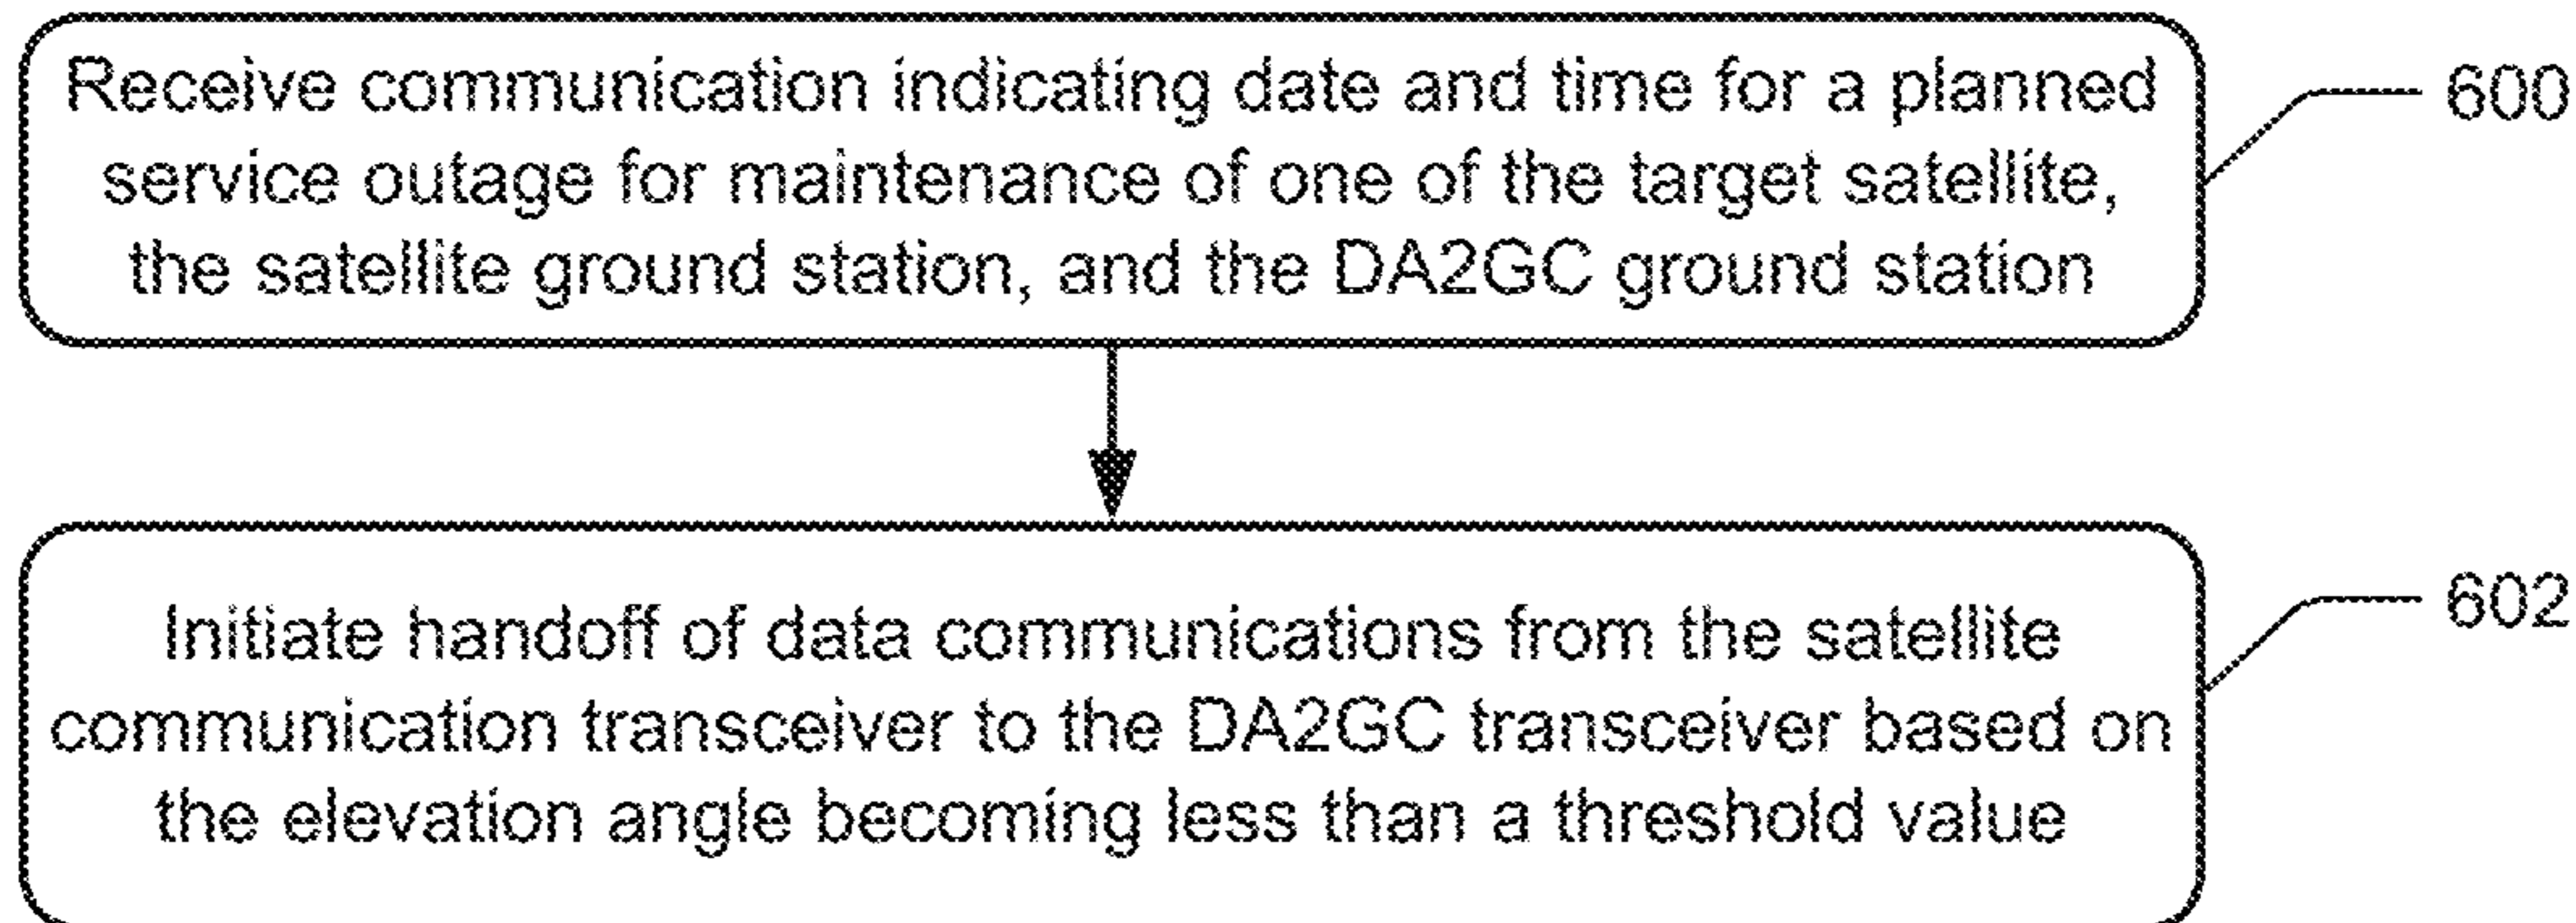 Receive communication indicating date and time for a planned
service outage for maintenance of one of the target satellite,
the satellite ground station, and the DA2GC ground station
600
Initiate handoff of data communications from the satellite
communication transceiver to the DA2GC transceiver based on
the elevation angle becoming less than a threshold value
602